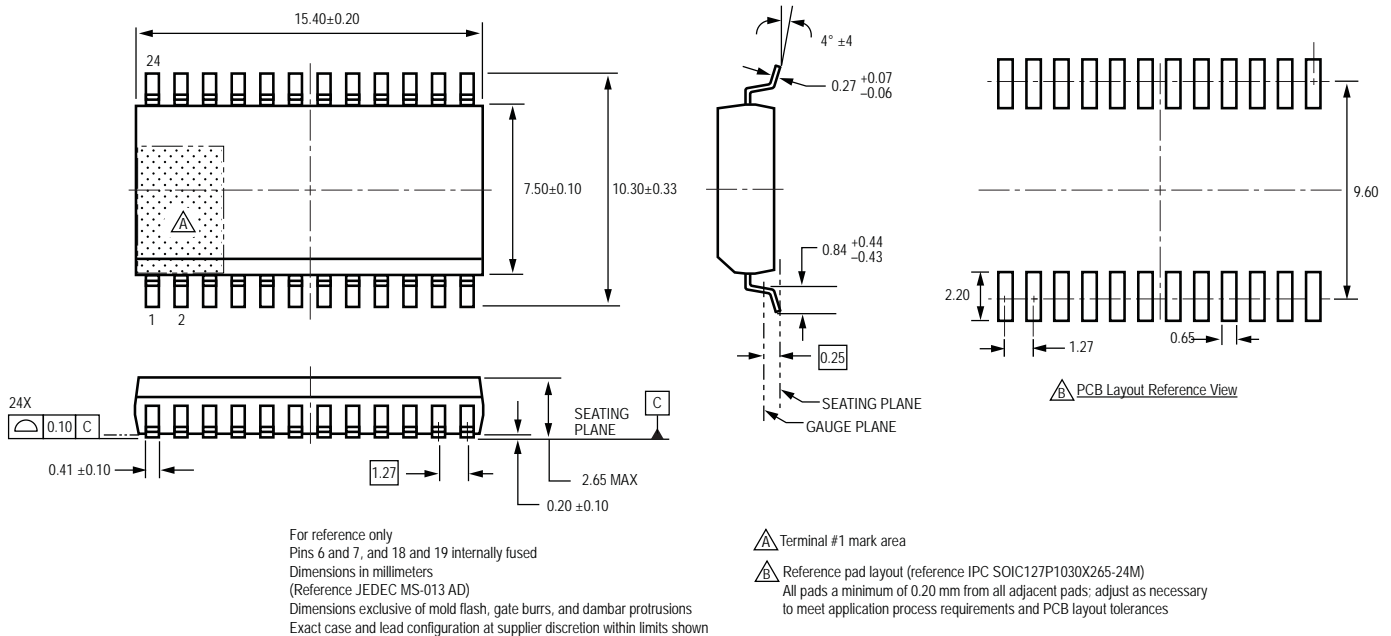 15.40±0.20
24
A
7.50±0.10
10.30±0.33
1 2
4° ±4
0.27 +0.07
–0.06
0.84 +0.44
–0.43
0.25
SEATING PLANE
GAUGE PLANE
9.60
2.20
1.27
0.65
B PCB Layout Reference View
24X
0.10 C
0.41 ±0.10
1.27
SEATING
PLANE
C
2.65 MAX
0.20 ±0.10
For reference only
Pins 6 and 7, and 18 and 19 internally fused
Dimensions in millimeters
(Reference JEDEC MS-013 AD)
Dimensions exclusive of mold flash, gate burrs, and dambar protrusions
Exact case and lead configuration at supplier discretion within limits shown
A Terminal #1 mark area
B Reference pad layout (reference IPC SOIC127P1030X265-24M)
All pads a minimum of 0.20 mm from all adjacent pads; adjust as necessary
to meet application process requirements and PCB layout tolerances